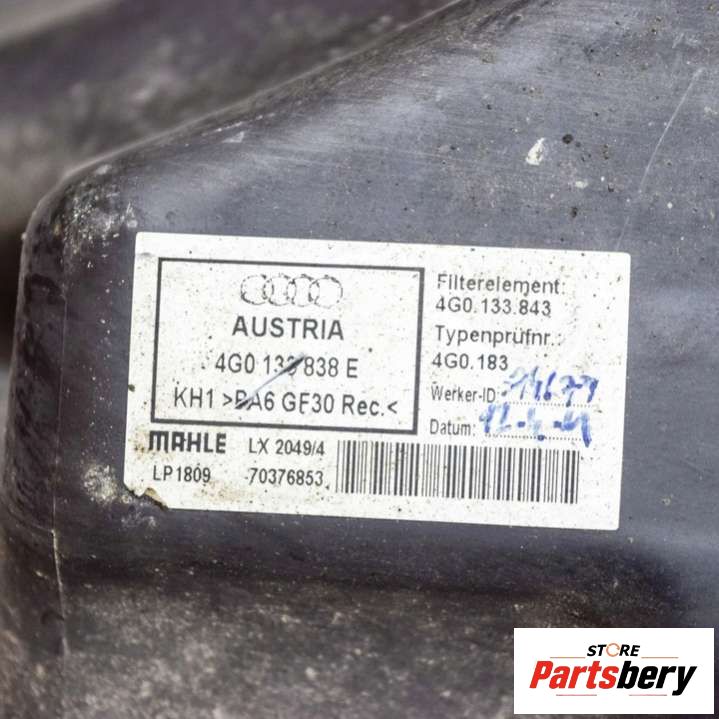 AUSTRIA
4G0 133 838 E
KH1 >PA6 GF30 Rec.<
Filterelement:
4G0.133.843
Typenprüfnr.:
4G0.183
Werker-ID:
Datum:
MAHLE LX 2049/4
LP1809 70376853
STORE
Partsbery